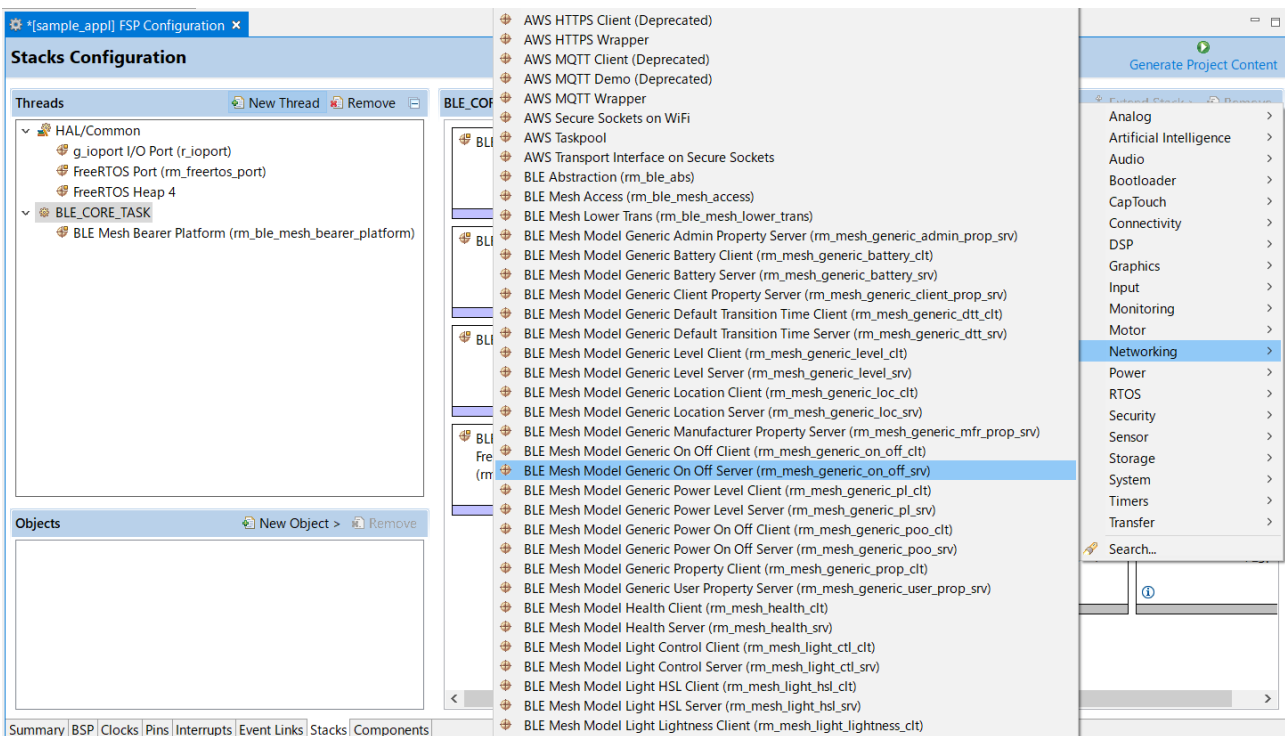 *[sample_appl] FSP Configuration
Stacks Configuration
Generate Project Content
Threads
New Thread
Remove
HAL/Common
g_ioport I/O Port (r_ioport)
FreeRTOS Port (rm_freertos_port)
FreeRTOS Heap 4
BLE_CORE_TASK
BLE Mesh Bearer Platform (rm_ble_mesh_bearer_platform)
Objects
New Object >
Remove
BLE_COR
BLE
BLE
BLE
BLE
Fre
(rm
AWS HTTPS Client (Deprecated)
AWS HTTPS Wrapper
AWS MQTT Client (Deprecated)
AWS MQTT Demo (Deprecated)
AWS MQTT Wrapper
AWS Secure Sockets on WiFi
AWS Taskpool
AWS Transport Interface on Secure Sockets
BLE Abstraction (rm_ble_abs)
BLE Mesh Access (rm_ble_mesh_access)
BLE Mesh Lower Trans (rm_ble_mesh_lower_trans)
BLE Mesh Model Generic Admin Property Server (rm_mesh_generic_admin_prop_srv)
BLE Mesh Model Generic Battery Client (rm_mesh_generic_battery_clt)
BLE Mesh Model Generic Battery Server (rm_mesh_generic_battery_srv)
BLE Mesh Model Generic Client Property Server (rm_mesh_generic_client_prop_srv)
BLE Mesh Model Generic Default Transition Time Client (rm_mesh_generic_dtt_clt)
BLE Mesh Model Generic Default Transition Time Server (rm_mesh_generic_dtt_srv)
BLE Mesh Model Generic Level Client (rm_mesh_generic_level_clt)
BLE Mesh Model Generic Level Server (rm_mesh_generic_level_srv)
BLE Mesh Model Generic Location Client (rm_mesh_generic_loc_clt)
BLE Mesh Model Generic Location Server (rm_mesh_generic_loc_srv)
BLE Mesh Model Generic Manufacturer Property Server (rm_mesh_generic_mfr_prop_srv)
BLE Mesh Model Generic On Off Client (rm_mesh_generic_on_off_clt)
BLE Mesh Model Generic On Off Server (rm_mesh_generic_on_off_srv)
BLE Mesh Model Generic Power Level Client (rm_mesh_generic_pl_clt)
BLE Mesh Model Generic Power Level Server (rm_mesh_generic_pl_srv)
BLE Mesh Model Generic Power On Off Client (rm_mesh_generic_poo_clt)
BLE Mesh Model Generic Power On Off Server (rm_mesh_generic_poo_srv)
BLE Mesh Model Generic Property Client (rm_mesh_generic_prop_clt)
BLE Mesh Model Generic User Property Server (rm_mesh_generic_user_prop_srv)
BLE Mesh Model Health Client (rm_mesh_health_clt)
BLE Mesh Model Health Server (rm_mesh_health_srv)
BLE Mesh Model Light Control Client (rm_mesh_light_ctl_clt)
BLE Mesh Model Light Control Server (rm_mesh_light_ctl_srv)
BLE Mesh Model Light HSL Client (rm_mesh_light_hsl_clt)
BLE Mesh Model Light HSL Server (rm_mesh_light_hsl_srv)
BLE Mesh Model Light Lightness Client (rm_mesh_light_lightness_clt)
Analog
Artificial Intelligence
Audio
Bootloader
CapTouch
Connectivity
DSP
Graphics
Input
Monitoring
Motor
Networking
Power
RTOS
Security
Sensor
Storage
System
Timers
Transfer
Search...
Summary BSP Clocks Pins Interrupts Event Links Stacks Components